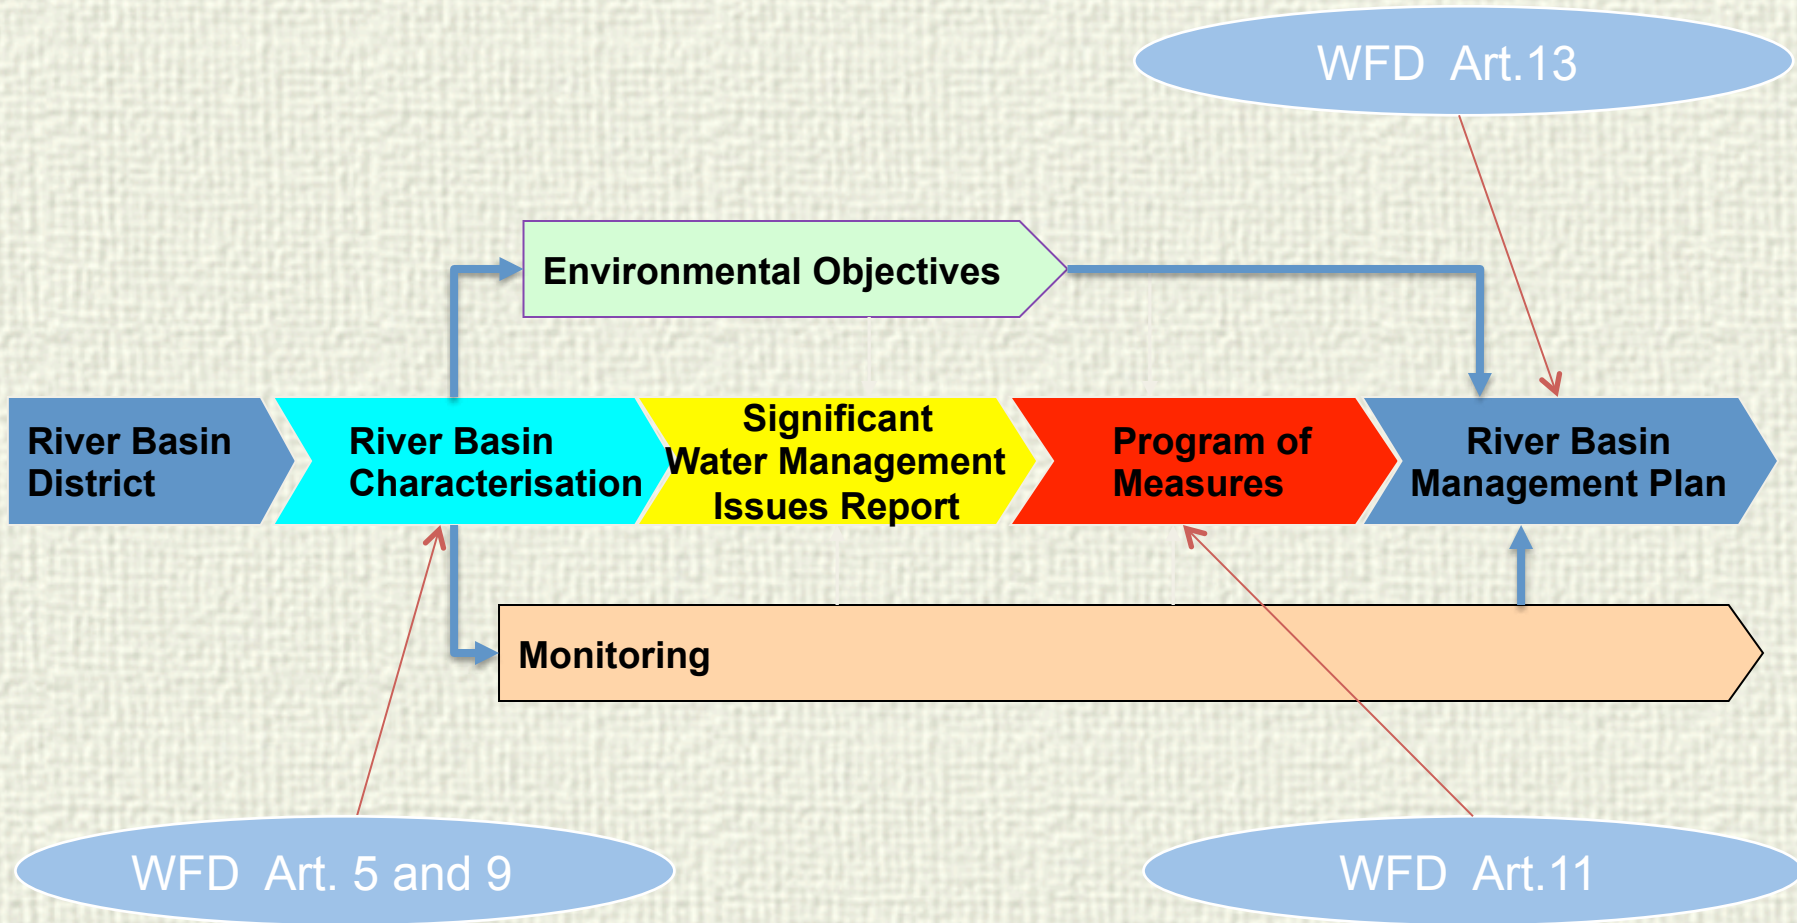 WFD Art.13
Environmental Objectives
River Basin
District
River Basin
Characterisation
Significant
Water Management
Issues Report
Program of
Measures
River Basin
Management Plan
Monitoring
WFD Art. 5 and 9
WFD Art.11